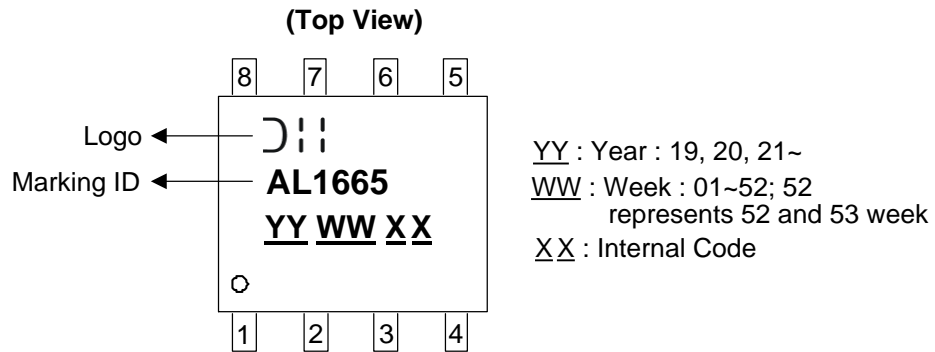 (Top View)
8 7 6 5
Logo
Marking ID
AL1665
YY WW X X
1 2 3 4
YY : Year : 19, 20, 21~
WW : Week : 01~52; 52
represents 52 and 53 week
X X : Internal Code